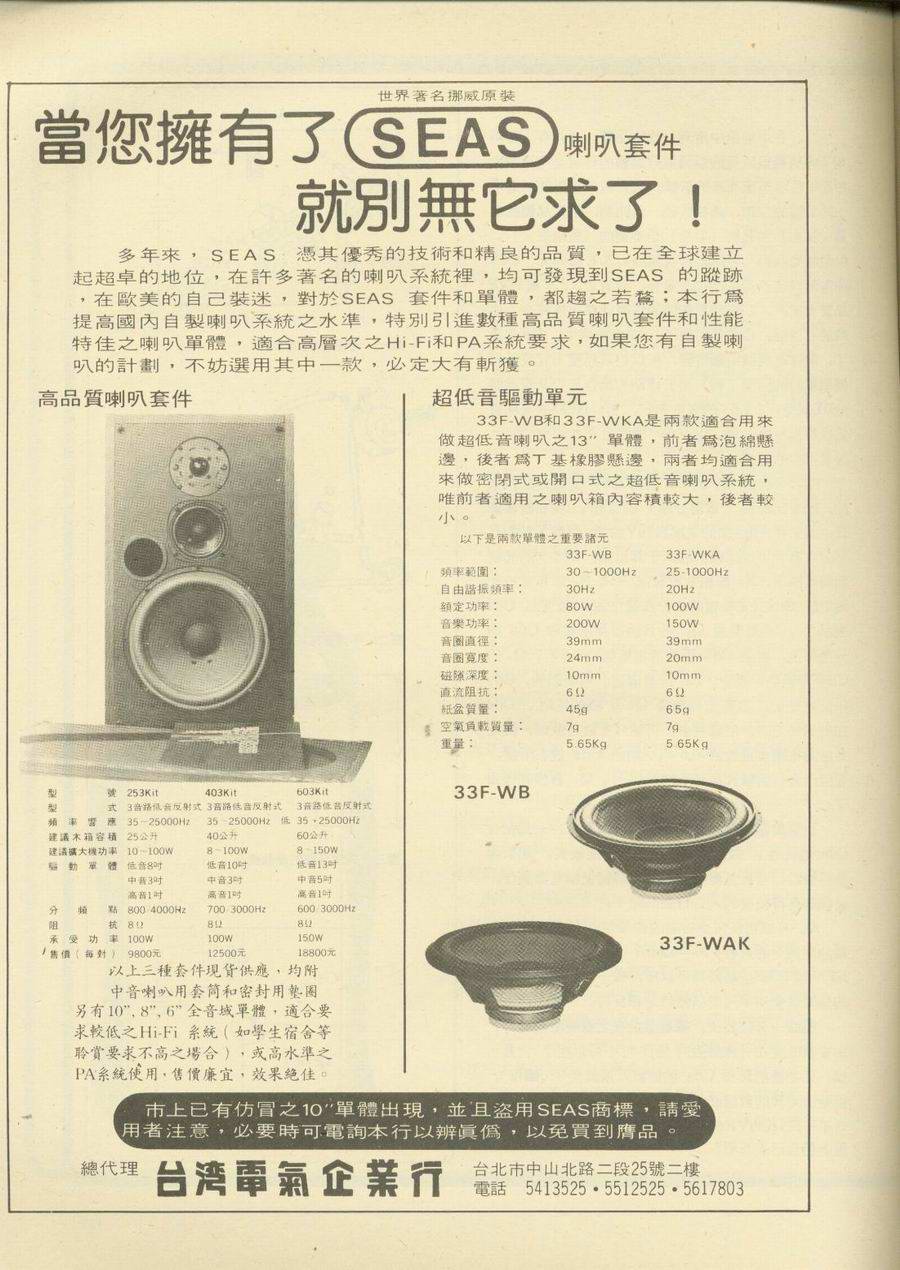 世界著名挪威原裝
當您擁有了SEAS喇叭套件
就別無它求了！
多年來，SEAS 憑其優秀的技術和精良的品質，已在全球建立
起超卓的地位，在許多著名的喇叭系統裡，均可發現到SEAS 的蹤跡
，在歐美的自己裝迷，對於SEAS 套件和單體，都趨之若鶩；本行爲
提高國內自製喇叭系統之水準，特別引進數種高品質喇叭套件和性能
特佳之喇叭單體，適合高層次之Hi-Fi和PA系統要求，如果您有自製喇
叭的計劃，不妨選用其中一款，必定大有斬獲。
高品質喇叭套件
型號 253Kit 403Kit 603Kit
型式 3音路低音反射式 3音路低音反射式 3音路低音反射式
頻率響應 35～25000Hz 35～25000Hz 低 35，25000Hz
建議木箱容積 25公升 40公升 60公升
建議擴大機功率 10～100W 8～100W 8～150W
驅動單體 低音8吋 低音10吋 低音13吋
中音3吋 中音3吋 中音5吋
高音1吋 高音1吋 高音1吋
分頻點 800/4000Hz 700/3000Hz 600/3000Hz
阻抗 8Ω 8Ω 8Ω
承受功率 100W 100W 150W
售價（每對） 9800元 12500元 18800元
以上三種套件現貨供應，均附
中音喇叭用套筒和密封用墊圈
另有10”, 8”, 6” 全音域單體，適合要
求較低之Hi-Fi 系統（如學生宿舍等
聆賞要求不高之場合），或高水準之
PA系統使用，售價廉宜，效果絕佳。
超低音驅動單元
33F-WB和33F-WKA是兩款適合用來
做超低音喇叭之13” 單體，前者爲泡綿懸
邊，後者爲丁基橡膠懸邊，兩者均適合用
來做密閉式或開口式之超低音喇叭系統，
唯前者適用之喇叭箱內容積較大，後者較
小。
以下是兩款單體之重要諸元
33F-WB 33F-WKA
頻率範圍： 30～1000Hz 25-1000Hz
自由諧振頻率： 30Hz 20Hz
額定功率： 80W 100W
音樂功率： 200W 150W
音圈直徑： 39mm 39mm
音圈寬度： 24mm 20mm
磁隙深度： 10mm 10mm
直流阻抗： 6Ω 6Ω
紙盆質量： 45g 65g
空氣負載質量： 7g 7g
重量： 5.65Kg 5.65Kg
33F-WB
33F-WAK
市上已有仿冒之10”單體出現，並且盜用SEAS商標，請愛
用者注意，必要時可電詢本行以辨眞僞，以免買到膺品。
總代理 台湾電氣企業行
台北市中山北路二段25號二樓
電話 5413525・5512525・5617803